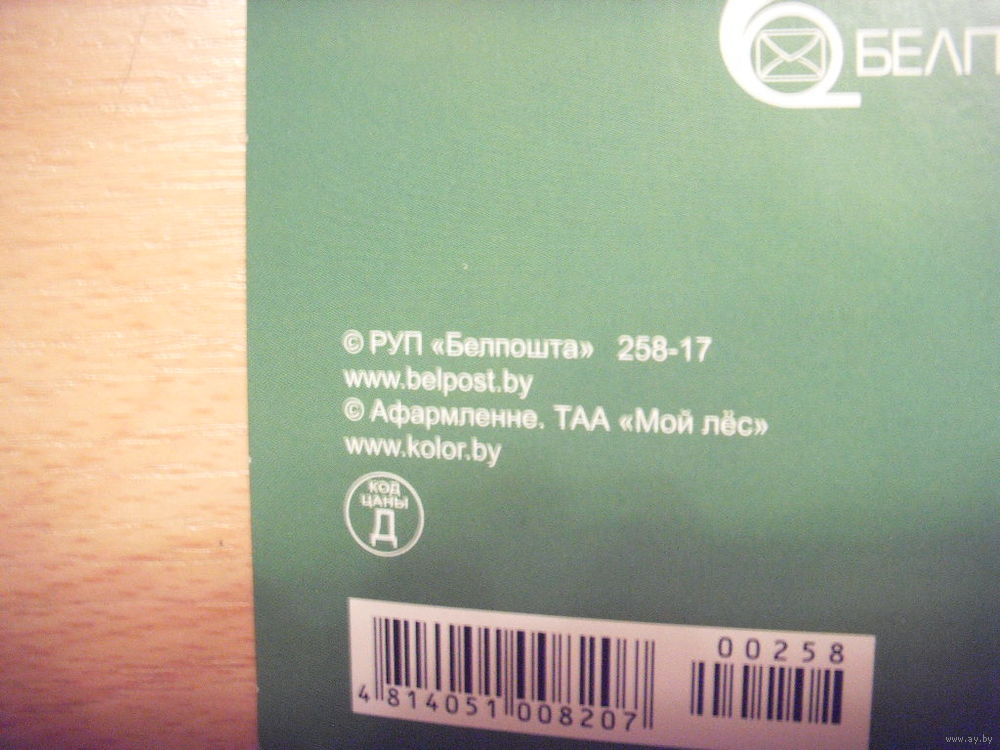 БЕЛП
© РУП «Белпошта» 258-17
www.belpost.by
© Афармленне. ТАА «Мой лёс»
www.kolor.by
КОД
ЦАНЫ
Д
00258
4 814051 008207
www.ay.by